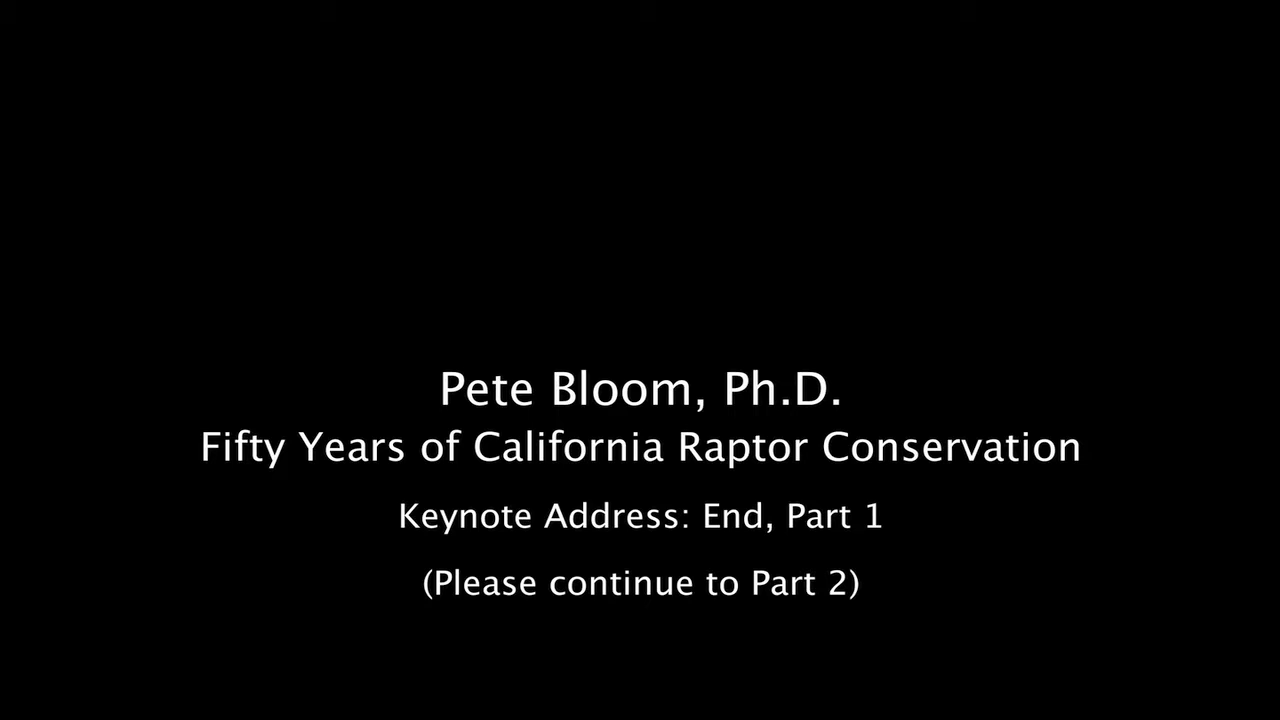 Pete Bloom, Ph.D.
Fifty Years of California Raptor Conservation
Keynote Address: End, Part 1
(Please continue to Part 2)